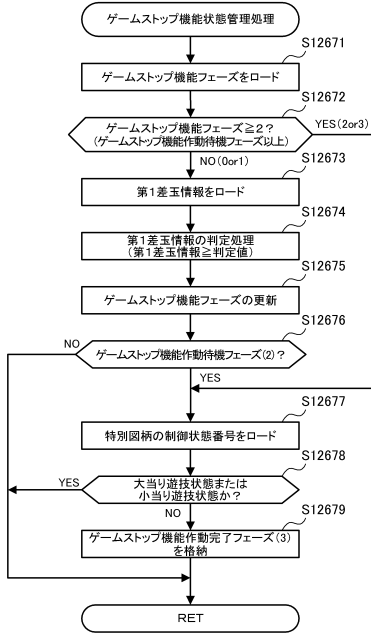 ゲームストップ機能状態管理処理
S12671
ゲームストップ機能フェーズをロード
S12672
ゲームストップ機能フェーズ≧2?
(ゲームストップ機能作動待機フェーズ以上)
YES(2or3)
NO(0or1)
S12673
第1差玉情報をロード
S12674
第1差玉情報の判定処理
(第1差玉情報≧判定値)
S12675
ゲームストップ機能フェーズの更新
S12676
NO
ゲームストップ機能作動待機フェーズ(2)?
YES
S12677
特別図柄の制御状態番号をロード
S12678
YES
大当り遊技状態または
小当り遊技状態か?
NO
S12679
ゲームストップ機能作動完了フェーズ(3)
を格納
RET